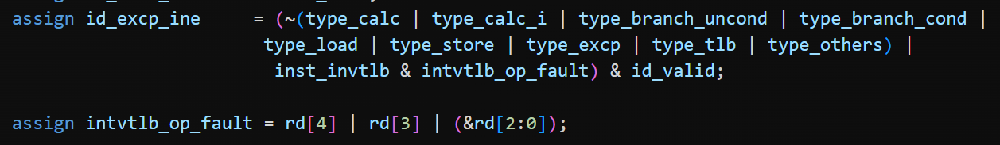 assign id_excp_ine = (~(type_calc | type_calc_i | type_branch_uncond | type_branch_cond |
type_load | type_store | type_excp | type_tlb | type_others) |
inst_invtlb & intvtlb_op_fault) & id_valid;
assign intvtlb_op_fault = rd[4] | rd[3] | (&rd[2:0]);